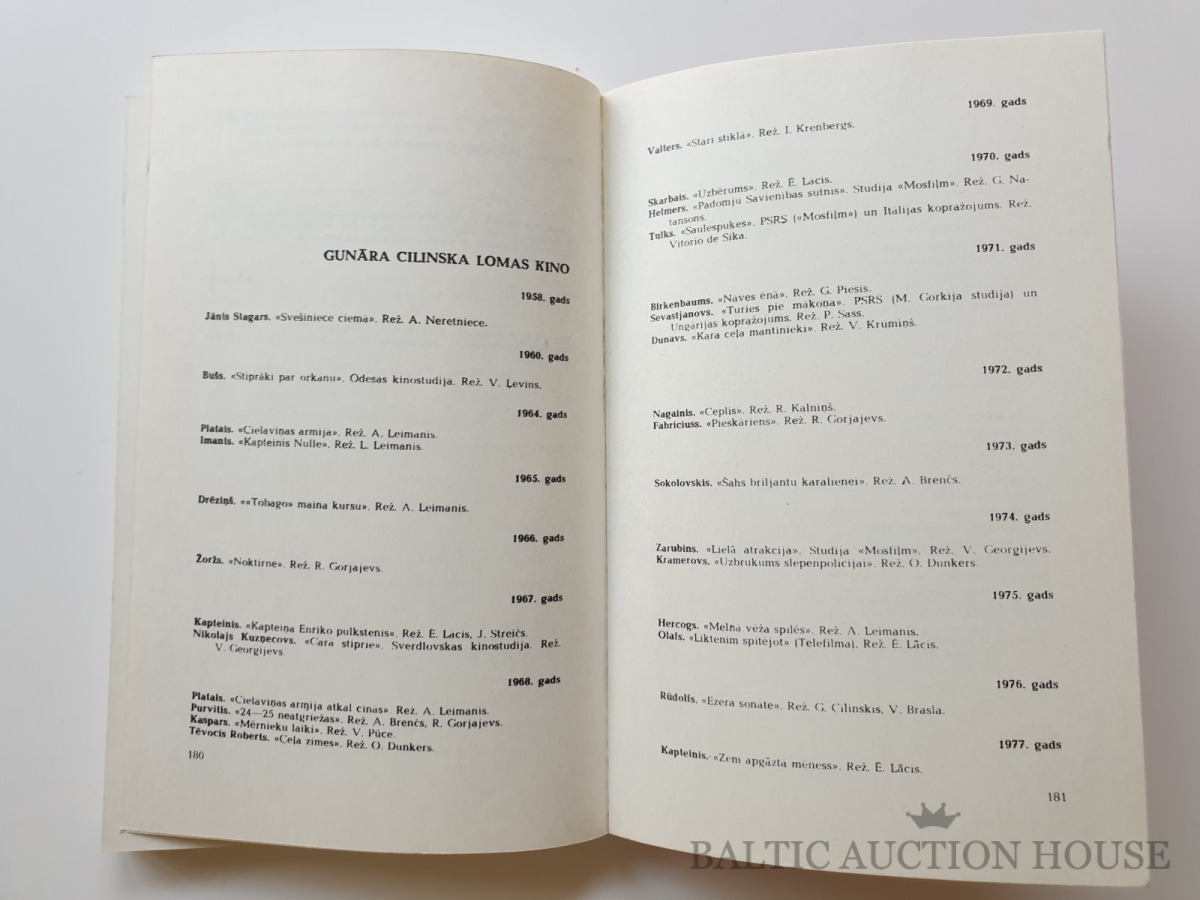 GUNĀRA CILINSKA LOMAS KINO
1958. gads
Jānis Slagars. «Svešiniece ciemā». Rež. A. Neretniece.
1960. gads
Bušs. «Stiprāki par orkānu». Odesas kinostudija. Rež. V. Ļevins.
1964. gads
Platais. «Cielaviņas armija». Rež. A. Leimanis.
Imanis. «Kapteinis Nulle». Rež. L. Leimanis.
1965. gads
Drēziņš. ««Tobago» maina kursu». Rež. A. Leimanis.
1966. gads
Žoržs. «Noktirne». Rež. R. Gorjajevs.
1967. gads
Kapteinis. «Kapteiņa Enriko pulkstenis». Rež. Ē. Lācis, J. Streičs.
Nikolajs Kuzņecovs. «Gara stiprie». Sverdlovskas kinostudija. Rež.
V. Georgijevs.
1968. gads
Platais. «Cielaviņas armija atkal cīnās». Rež. A. Leimanis.
Purvītis. «24—25 neatgriežas». Rež. A. Brenčs, R. Gorjajevs.
Kaspars. «Mērnieku laiki». Rež. V. Pūce.
Tēvocis Roberts. «Ceļa zīmes». Rež. O. Dunkers.
180
1969. gads
Valters. «Stari stiklā». Rež. I. Krenbergs.
1970. gads
Skarbais. «Uzbērums». Rež. Ē. Lācis.
Helmers. «Padomju Savienības sūtnis». Studija «Mosfiļm». Rež. G. Na-
tansons.
Tulks. «Saulespuķes». PSRS («Mosfiļm») un Itālijas kopražojums. Rež.
Vitorio de Sika.
1971. gads
Birkenbaums. «Nāves ēnā». Rež. G. Piesis.
Sevastjanovs. «Turies pie mākoņa». PSRS (M. Gorkija studija) un
Ungārijas kopražojums. Rež. P. Sass.
Dunavs. «Kara ceļa mantinieki». Rež. V. Krūmiņš.
1972. gads
Nagainis. «Ceplis». Rež. R. Kalniņš.
Fabriciuss. «Pieskāriens». Rež. R. Gorjajevs.
1973. gads
Sokolovskis. «Šahs briljantu karalienei». Rež. A. Brenčs.
1974. gads
Zarubins. «Lielā atrakcija». Studija «Mosfiļm». Rež. V. Georgijevs.
Kramerovs. «Uzbrukums slepenpolicijai». Rež. O. Dunkers.
1975. gads
Hercogs. «Melnā vēža spīlēs». Rež. A. Leimanis.
Olafs. «Liktenim spītējot» (Telefilma). Rež. Ē. Lācis.
1976. gads
Rūdolfs. «Ezera sonāte». Rež. G. Cilinskis, V. Brasla.
1977. gads
Kapteinis. «Zem apgāztā mēness». Rež. Ē. Lācis.
181
BALTIC AUCTION HOUSE